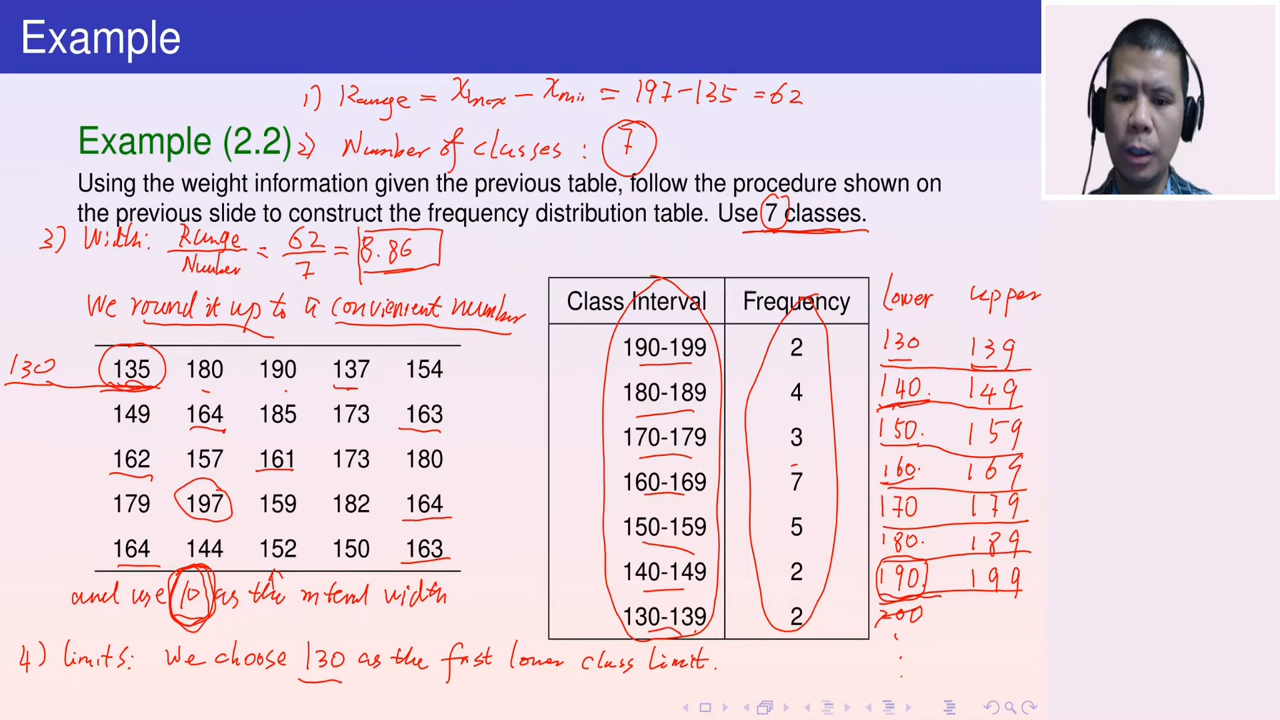 Example
1) Range = xmax - xmin = 197-135 = 62
Example (2.2)
2) Number of classes : 7
Using the weight information given the previous table, follow the procedure shown on
the previous slide to construct the frequency distribution table. Use 7 classes.
3) Width: Range / Number = 62 / 7 = 8.86
We round it up to a convienient number
130
135 180 190 137 154
149 164 185 173 163
162 157 161 173 180
179 197 159 182 164
164 144 152 150 163
and use 10 as the interval width
Class Interval Frequency
190-199 2
180-189 4
170-179 3
160-169 7
150-159 5
140-149 2
130-139 2
lower upper
130 139
140. 149
150. 159
160. 169
170 179
180. 189
190. 199
200
4) limits: We choose 130 as the first lower class limit.